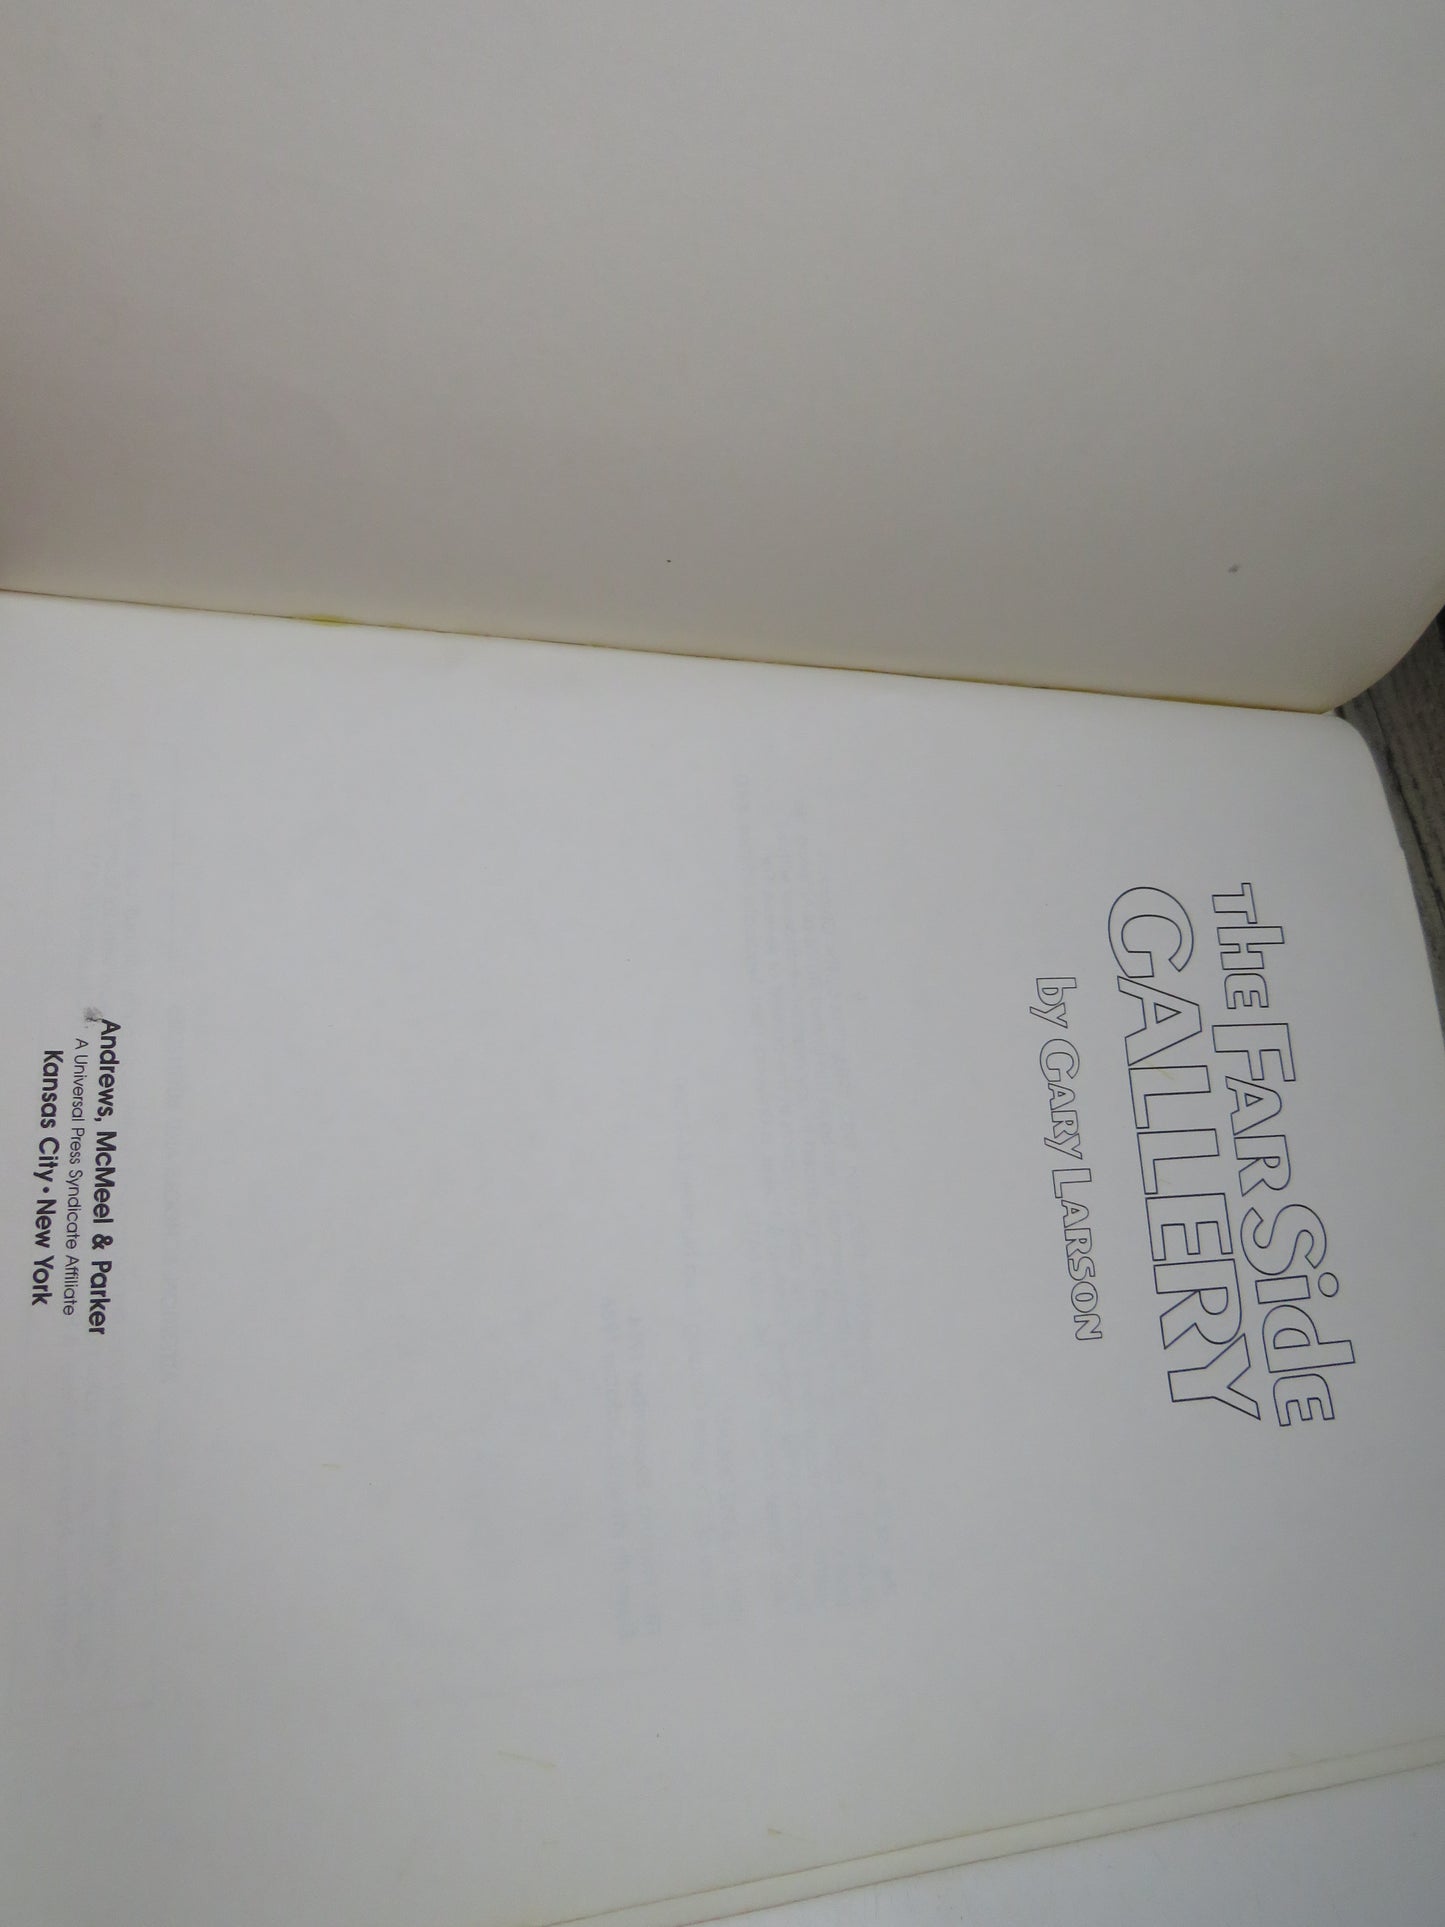 THE FAR SidE
GALLERY
by GARY LARSON
Andrews, McMeel & Parker
A Universal Press Syndicate Affiliate
Kansas City • New York